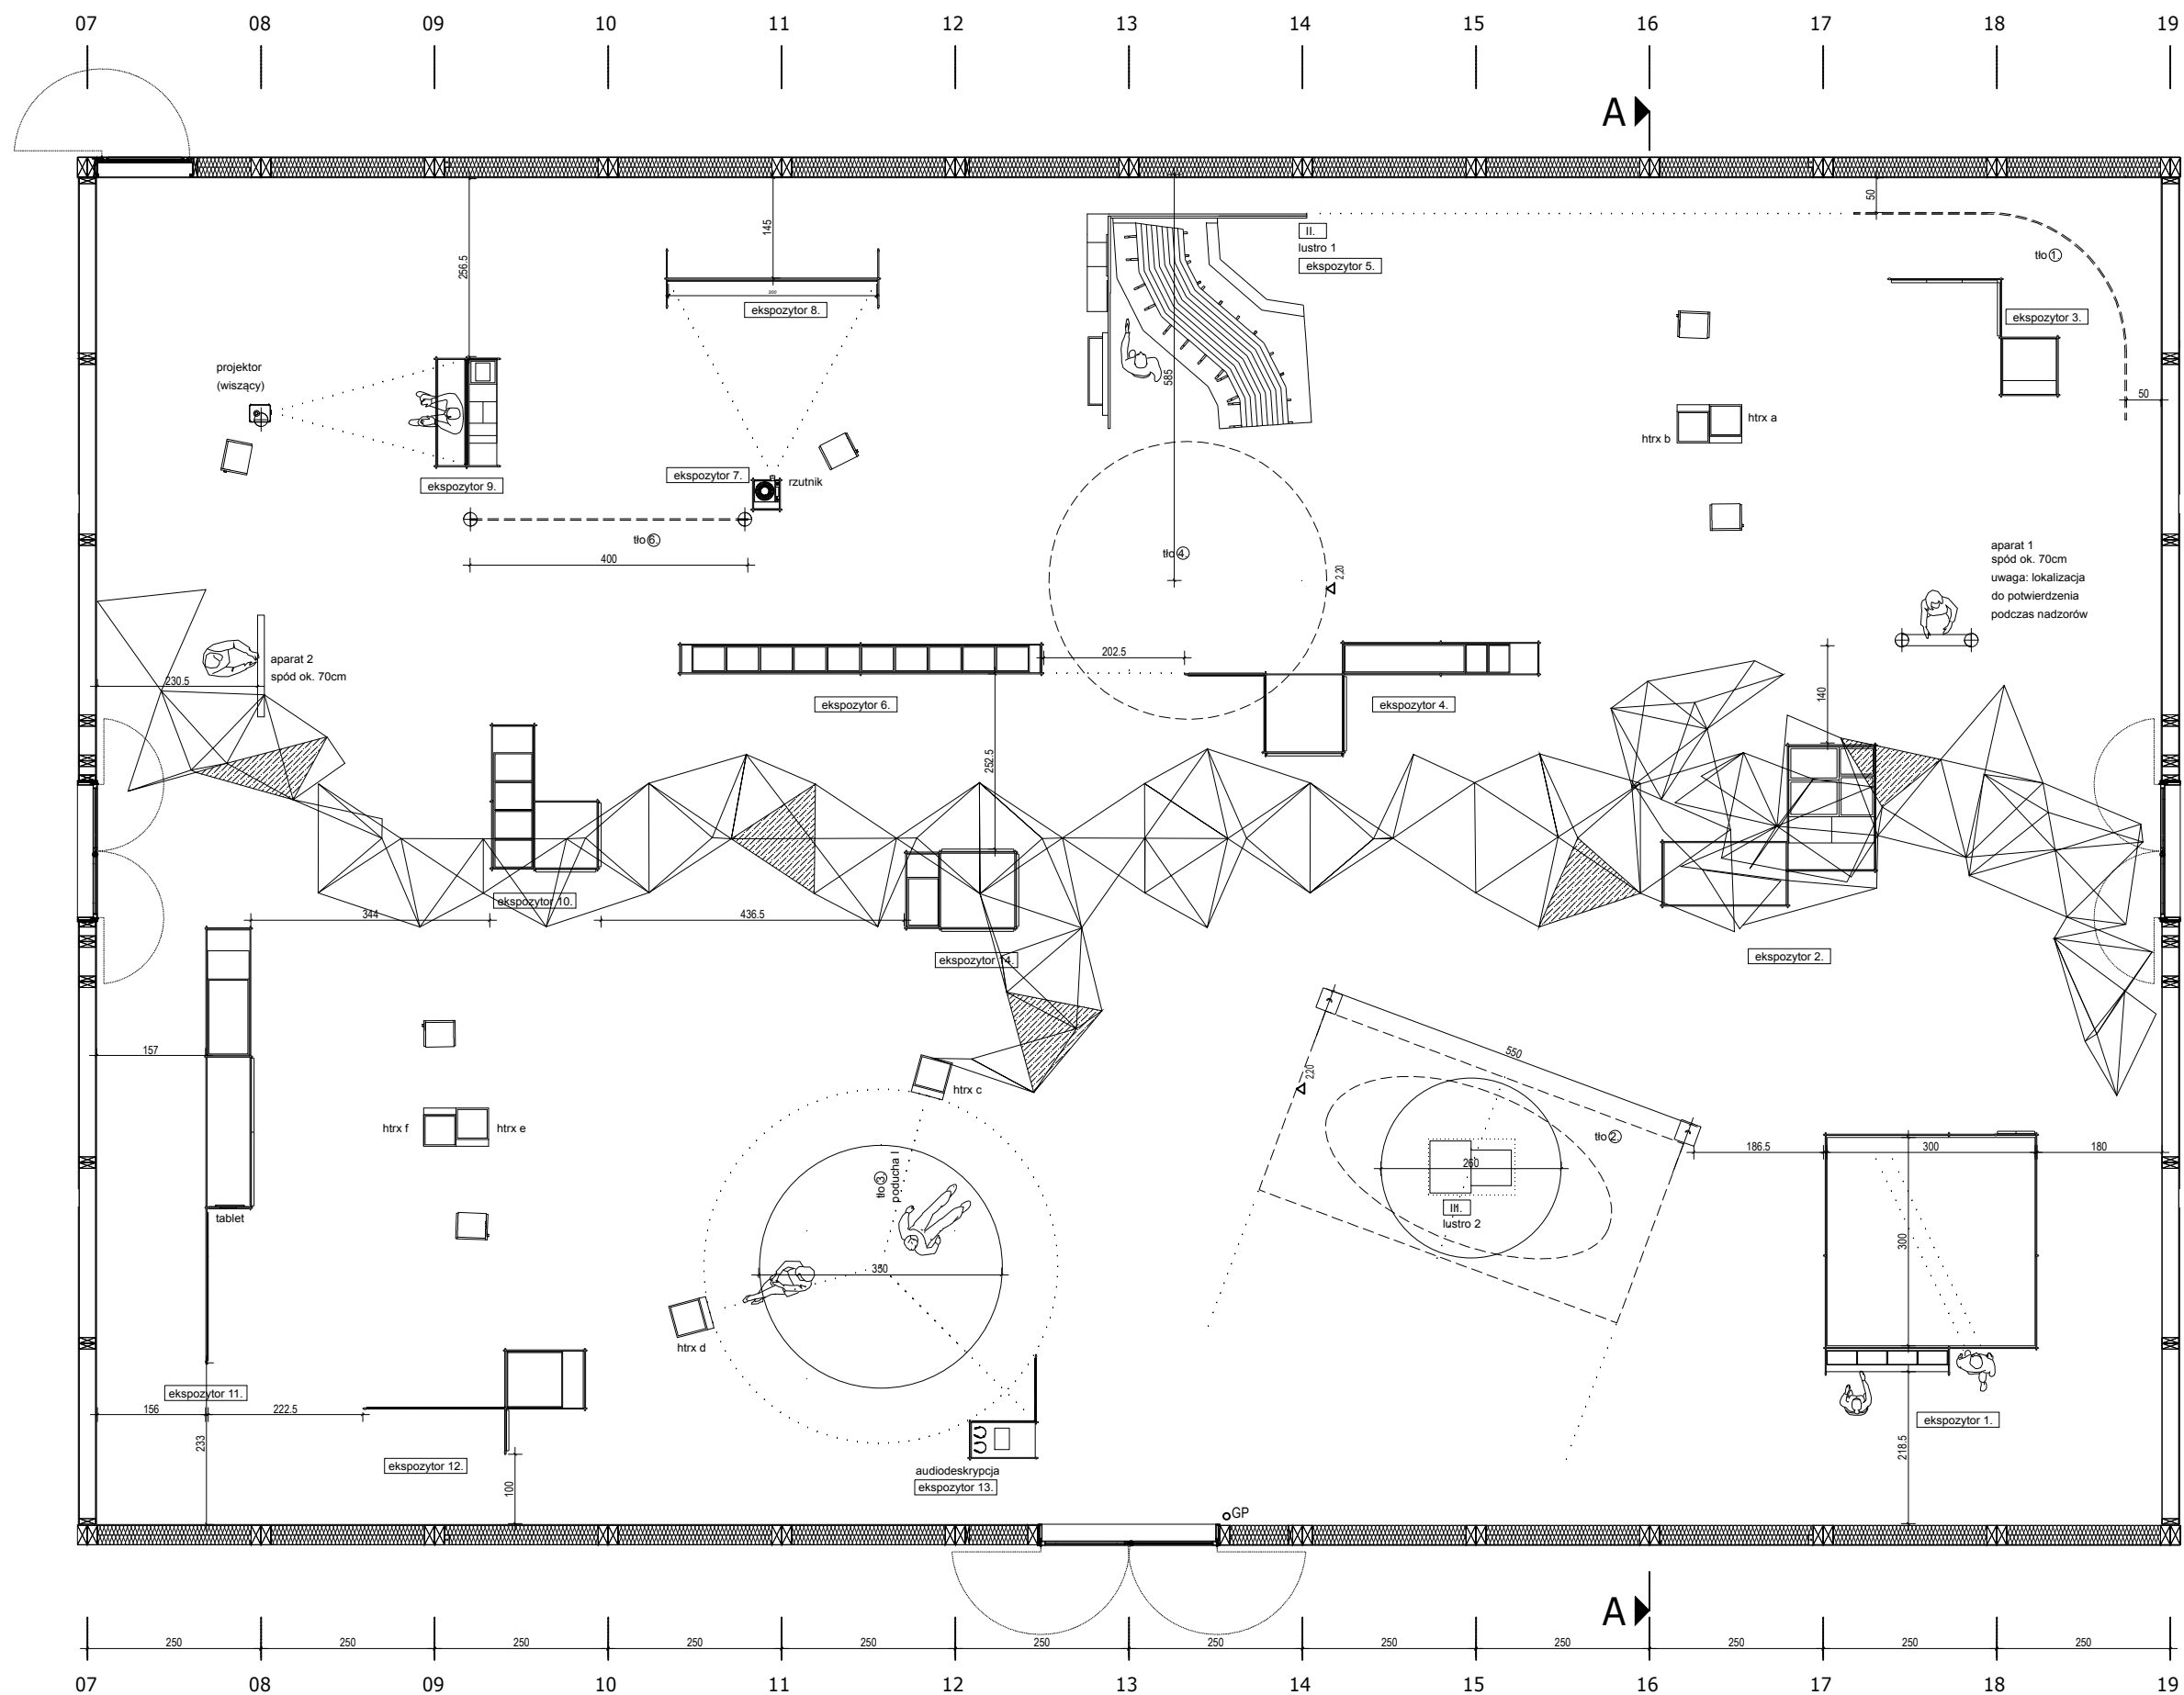 07 08 09 10 11 12 13 14 15 16 17 18 19
A
50
145
II.
lustro 1
ekspozytor 5.
tło 1.
256.5
200
ekspozytor 8.
ekspozytor 3.
projektor
(wiszący)
585
50
htrx a
htrx b
ekspozytor 7.
rzutnik
ekspozytor 9.
tło 6.
400
tło 4.
2,20
aparat 1
spód ok. 70cm
uwaga: lokalizacja
do potwierdzenia
podczas nadzorów
aparat 2
spód ok. 70cm
230.5
202.5
140
ekspozytor 6.
ekspozytor 4.
252.5
ekspozytor 10.
344
436.5
ekspozytor 14.
ekspozytor 2.
157
550
2,20
htrx c
htrx f
htrx e
tło 2.
186.5
300
180
260
tło 3.
poducha I
III.
lustro 2
tablet
300
350
htrx d
ekspozytor 11.
156
222.5
233
ekspozytor 1.
218.5
ekspozytor 12.
100
audiodeskrypcja
ekspozytor 13.
GP
A
250 250 250 250 250 250 250 250 250 250 250 250
07 08 09 10 11 12 13 14 15 16 17 18 19